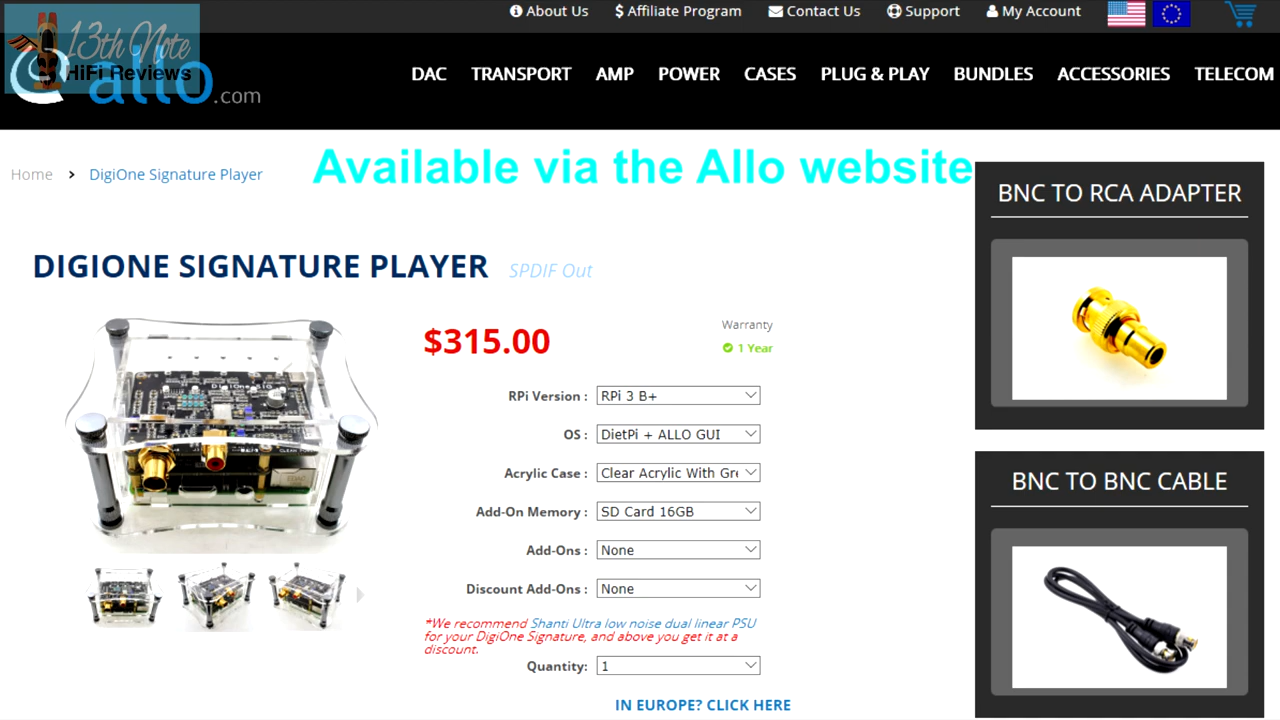 About Us $ Affiliate Program Contact Us Support My Account
13th Note
HiFi Reviews
allo.com
DAC TRANSPORT AMP POWER CASES PLUG & PLAY BUNDLES ACCESSORIES TELECOM
Available via the Allo website
Home > DigiOne Signature Player
BNC TO RCA ADAPTER
DIGIONE SIGNATURE PLAYER SPDIF Out
$315.00
Warranty
1 Year
DigiOne SIG
RPi Version : RPi 3 B+
OS : DietPi + ALLO GUI
Acrylic Case : Clear Acrylic With Gre
Add-On Memory : SD Card 16GB
Add-Ons : None
Discount Add-Ons : None
*We recommend Shanti Ultra low noise dual linear PSU
for your DigiOne Signature, and above you get it at a
discount.
Quantity: 1
IN EUROPE? CLICK HERE
BNC TO BNC CABLE